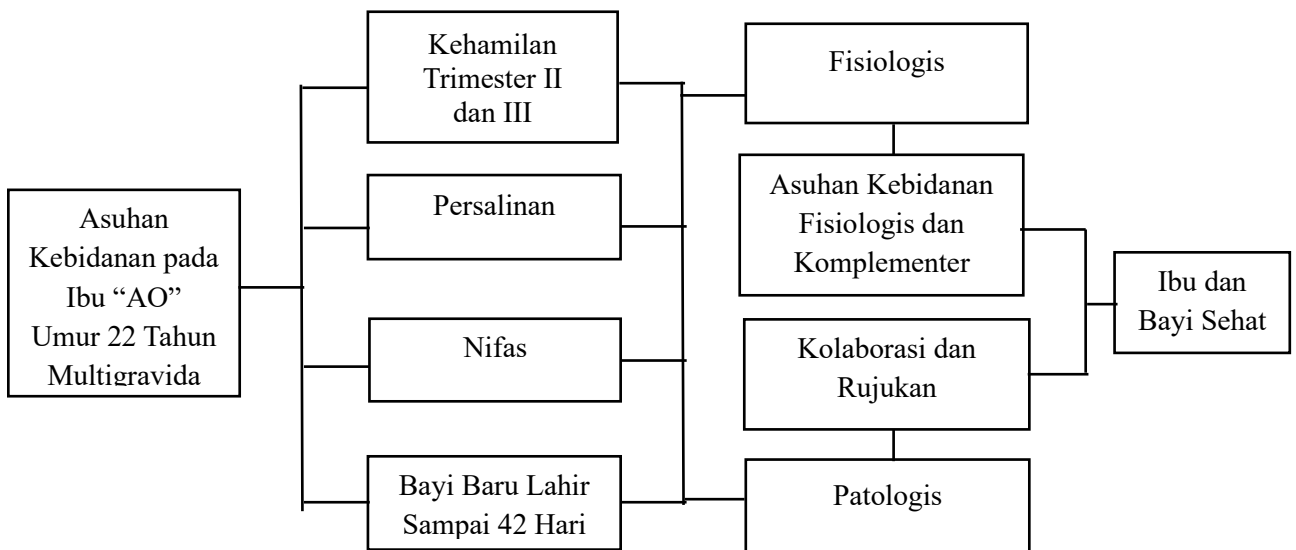 Asuhan
Kebidanan pada
Ibu “AO”
Umur 22 Tahun
Multigravida
Kehamilan
Trimester II
dan III
Persalinan
Nifas
Bayi Baru Lahir
Sampai 42 Hari
Fisiologis
Asuhan Kebidanan
Fisiologis dan
Komplementer
Kolaborasi dan
Rujukan
Patologis
Ibu dan
Bayi Sehat